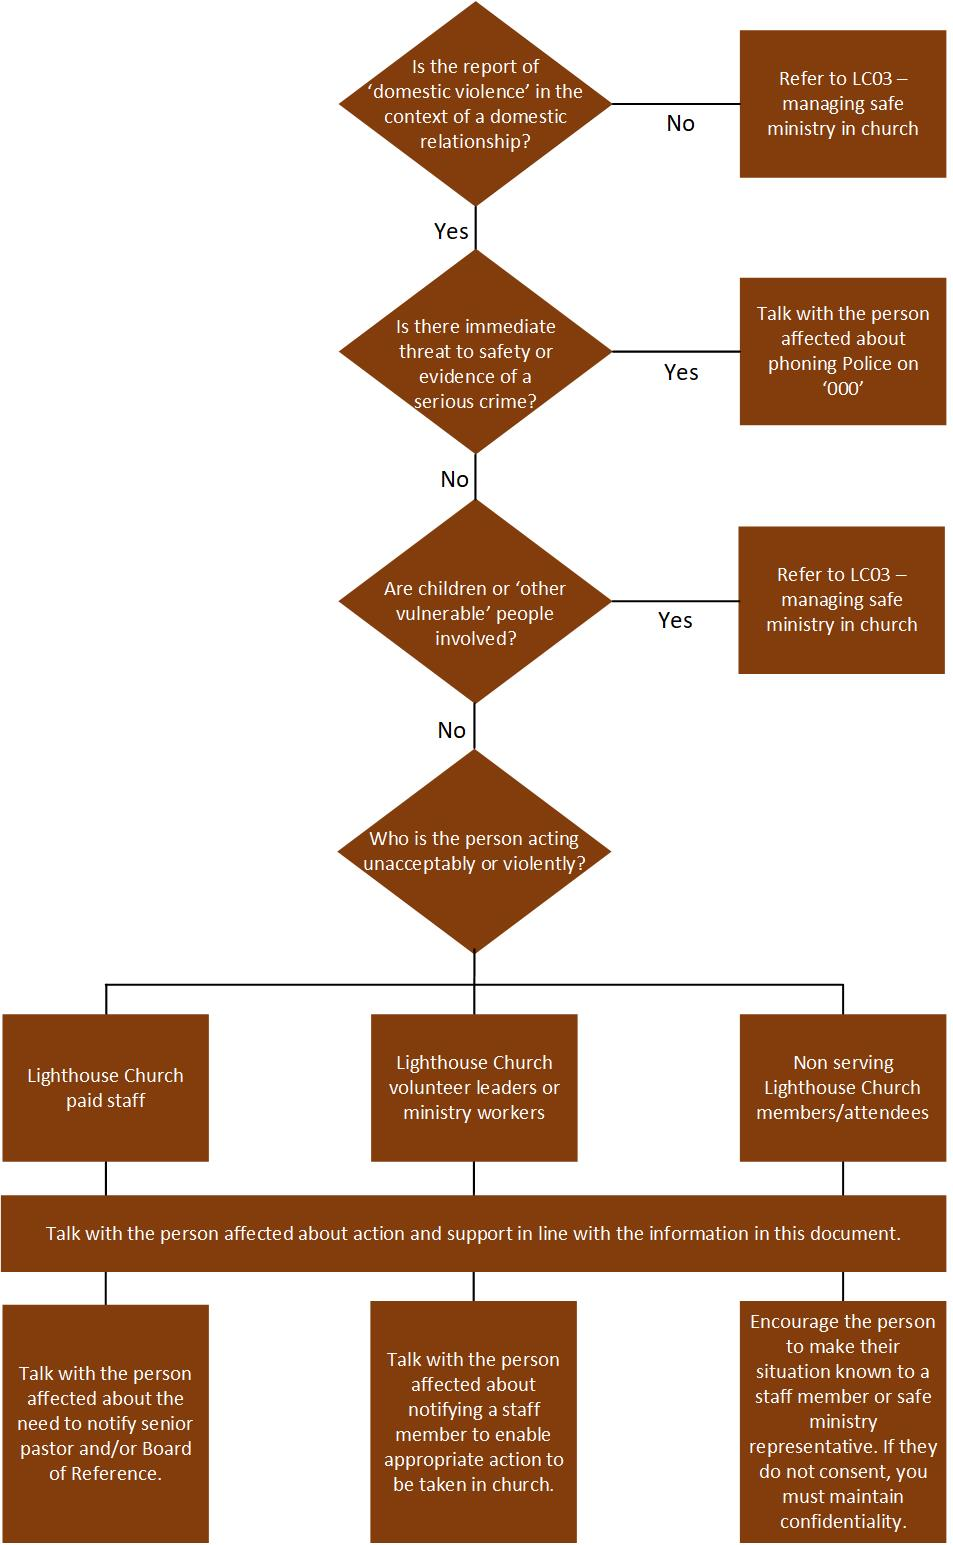 Is the report of
‘domestic violence’ in the
context of a domestic
relationship?
No
Refer to LC03 –
managing safe
ministry in church
Yes
Is there immediate
threat to safety or
evidence of a
serious crime?
Yes
Talk with the person
affected about
phoning Police on
‘000’
No
Are children or ‘other
vulnerable’ people
involved?
Yes
Refer to LC03 –
managing safe
ministry in church
No
Who is the person acting
unacceptably or violently?
Lighthouse Church
paid staff
Lighthouse Church
volunteer leaders or
ministry workers
Non serving
Lighthouse Church
members/attendees
Talk with the person affected about action and support in line with the information in this document.
Talk with the person
affected about the
need to notify senior
pastor and/or Board
of Reference.
Talk with the person
affected about
notifying a staff
member to enable
appropriate action to
be taken in church.
Encourage the person
to make their
situation known to a
staff member or safe
ministry
representative. If they
do not consent, you
must maintain
confidentiality.